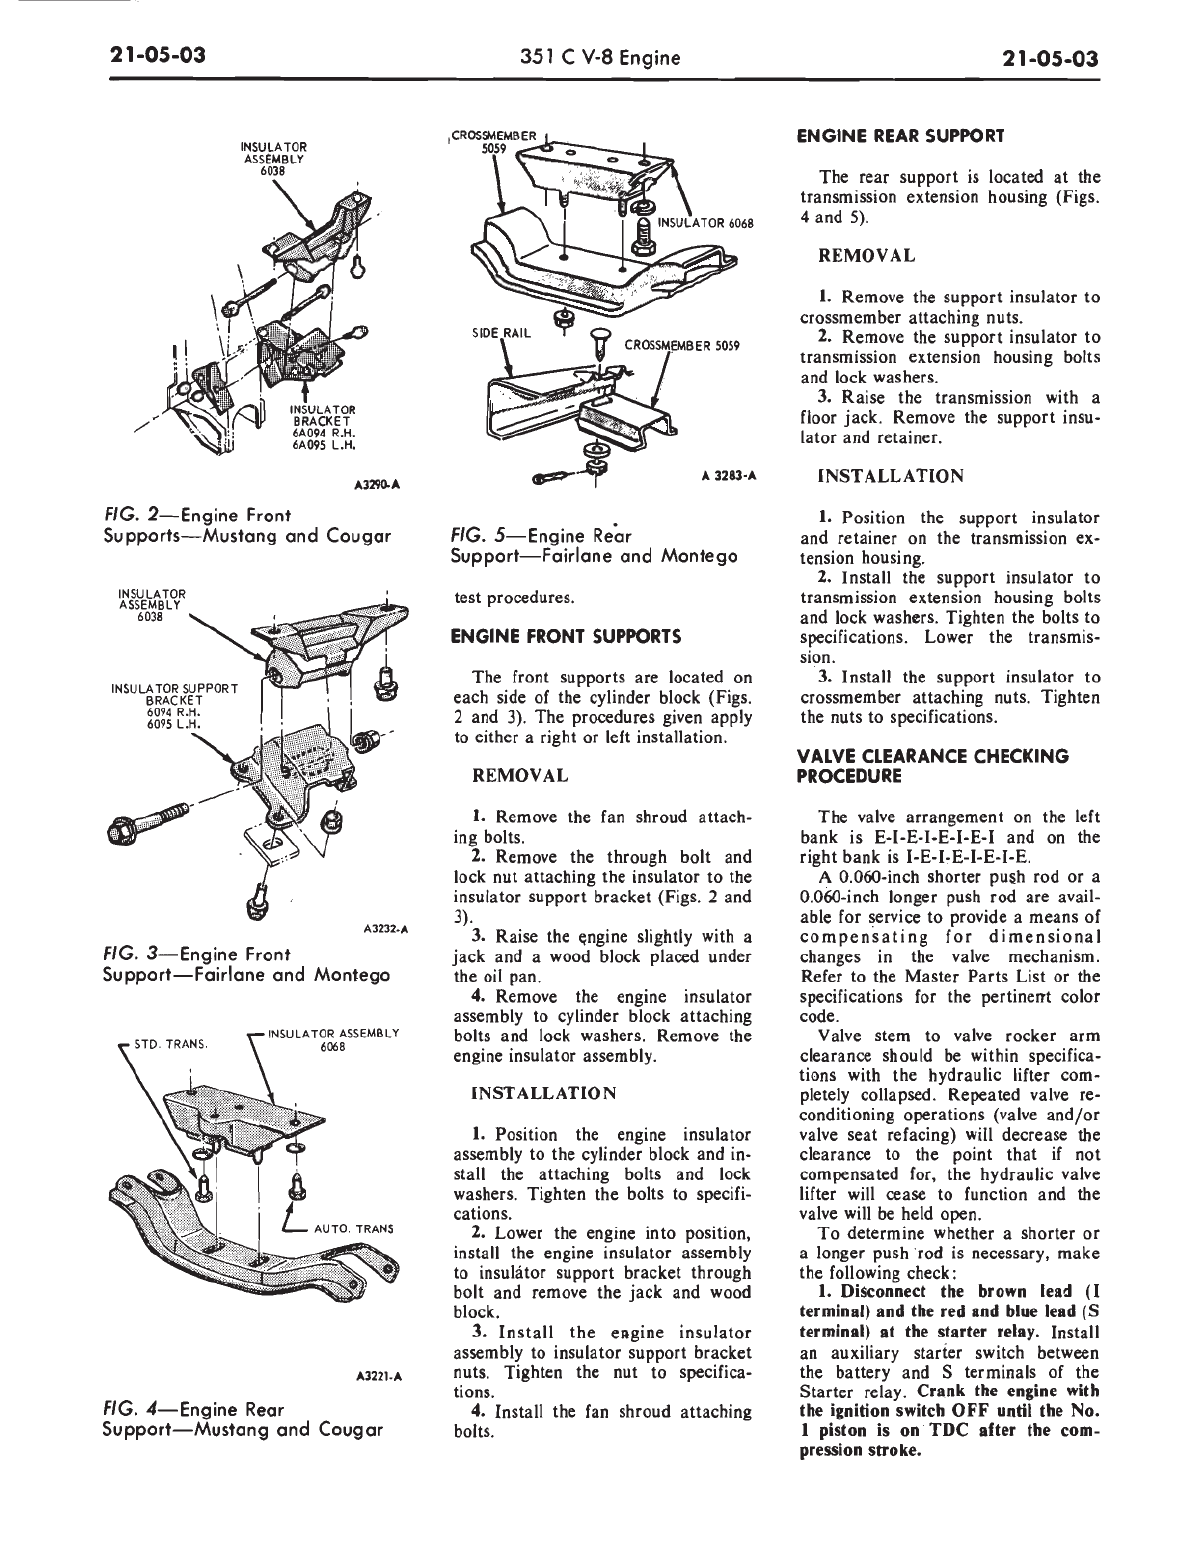 21-05-03
351 C V-8 Engine
21-05-03
INSULATOR
ASSEMBLY
6038
INSULATOR
BRACKET
6A094 R.H.
6A095 L.H.
A3290-A
FIG. 2—Engine Front
Supports—Mustang and Cougar
INSULATOR
ASSEMBLY
6038
INSULATOR SUPPORT
BRACKET
6094 R.H.
6095 L.H.
A3232-A
FIG. 3—Engine Front
Support—Fairlane and Montego
STD. TRANS.
INSULATOR ASSEMBLY
6068
AUTO. TRANS
A3221-A
FIG. 4—Engine Rear
Support—Mustang and Cougar
CROSSMEMBER
5059
INSULATOR 6068
SIDE RAIL
CROSSMEMBER 5059
A 3283-A
FIG. 5—Engine Rear
Support—Fairlane and Montego
test procedures.
ENGINE FRONT SUPPORTS
The front supports are located on
each side of the cylinder block (Figs.
2 and 3). The procedures given apply
to either a right or left installation.
REMOVAL
1. Remove the fan shroud attach-
ing bolts.
2. Remove the through bolt and
lock nut attaching the insulator to the
insulator support bracket (Figs. 2 and
3).
3. Raise the engine slightly with a
jack and a wood block placed under
the oil pan.
4. Remove the engine insulator
assembly to cylinder block attaching
bolts and lock washers. Remove the
engine insulator assembly.
INSTALLATION
1. Position the engine insulator
assembly to the cylinder block and in-
stall the attaching bolts and lock
washers. Tighten the bolts to specifi-
cations.
2. Lower the engine into position,
install the engine insulator assembly
to insulator support bracket through
bolt and remove the jack and wood
block.
3. Install the engine insulator
assembly to insulator support bracket
nuts. Tighten the nut to specifica-
tions.
4. Install the fan shroud attaching
bolts.
ENGINE REAR SUPPORT
The rear support is located at the
transmission extension housing (Figs.
4 and 5).
REMOVAL
1. Remove the support insulator to
crossmember attaching nuts.
2. Remove the support insulator to
transmission extension housing bolts
and lock washers.
3. Raise the transmission with a
floor jack. Remove the support insu-
lator and retainer.
INSTALLATION
1. Position the support insulator
and retainer on the transmission ex-
tension housing.
2. Install the support insulator to
transmission extension housing bolts
and lock washers. Tighten the bolts to
specifications. Lower the transmis-
sion.
3. Install the support insulator to
crossmember attaching nuts. Tighten
the nuts to specifications.
VALVE CLEARANCE CHECKING
PROCEDURE
The valve arrangement on the left
bank is E-I-E-I-E-I-E-I and on the
right bank is I-E-I-E-I-E-I-E.
A 0.060-inch shorter push rod or a
0.060-inch longer push rod are avail-
able for service to provide a means of
compensating for dimensional
changes in the valve mechanism.
Refer to the Master Parts List or the
specifications for the pertinent color
code.
Valve stem to valve rocker arm
clearance should be within specifica-
tions with the hydraulic lifter com-
pletely collapsed. Repeated valve re-
conditioning operations (valve and/or
valve seat refacing) will decrease the
clearance to the point that if not
compensated for, the hydraulic valve
lifter will cease to function and the
valve will be held open.
To determine whether a shorter or
a longer push rod is necessary, make
the following check:
1. Disconnect the brown lead (I
terminal) and the red and blue lead (S
terminal) at the starter relay. Install
an auxiliary starter switch between
the battery and S terminals of the
Starter relay. Crank the engine with
the ignition switch OFF until the No.
1 piston is on TDC after the com-
pression stroke.